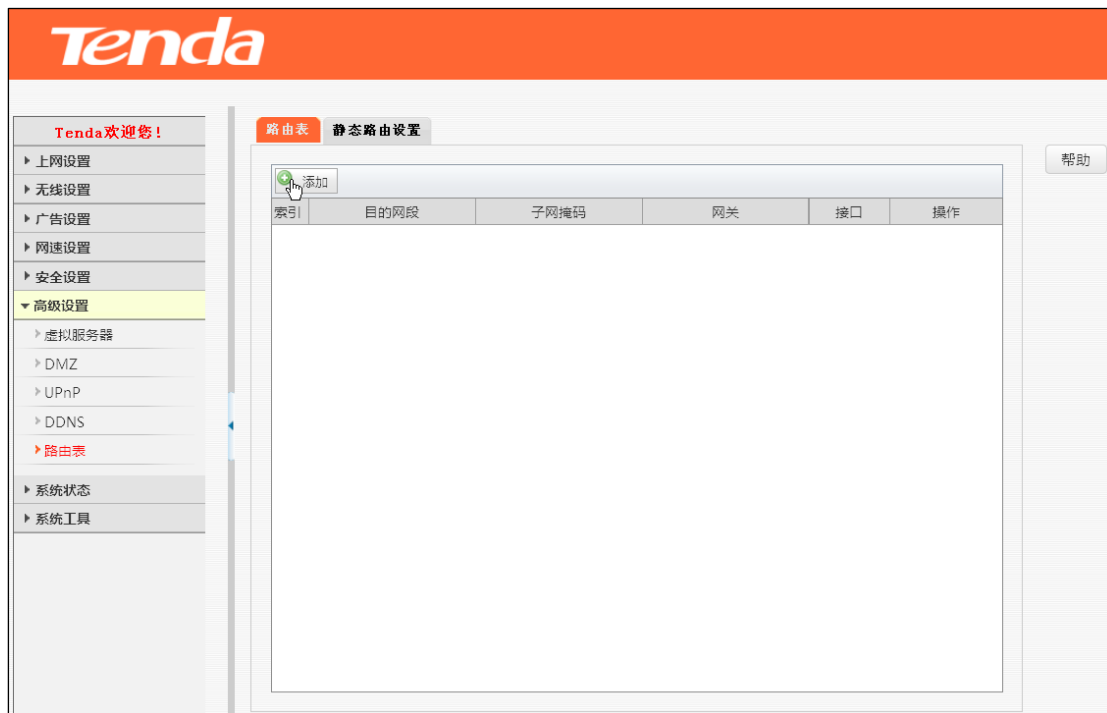 Tenda
Tenda欢迎您！
上网设置
无线设置
广告设置
网速设置
安全设置
高级设置
虚拟服务器
DMZ
UPnP
DDNS
路由表
系统状态
系统工具
路由表 静态路由设置
添加
索引 目的网段 子网掩码 网关 接口 操作
帮助